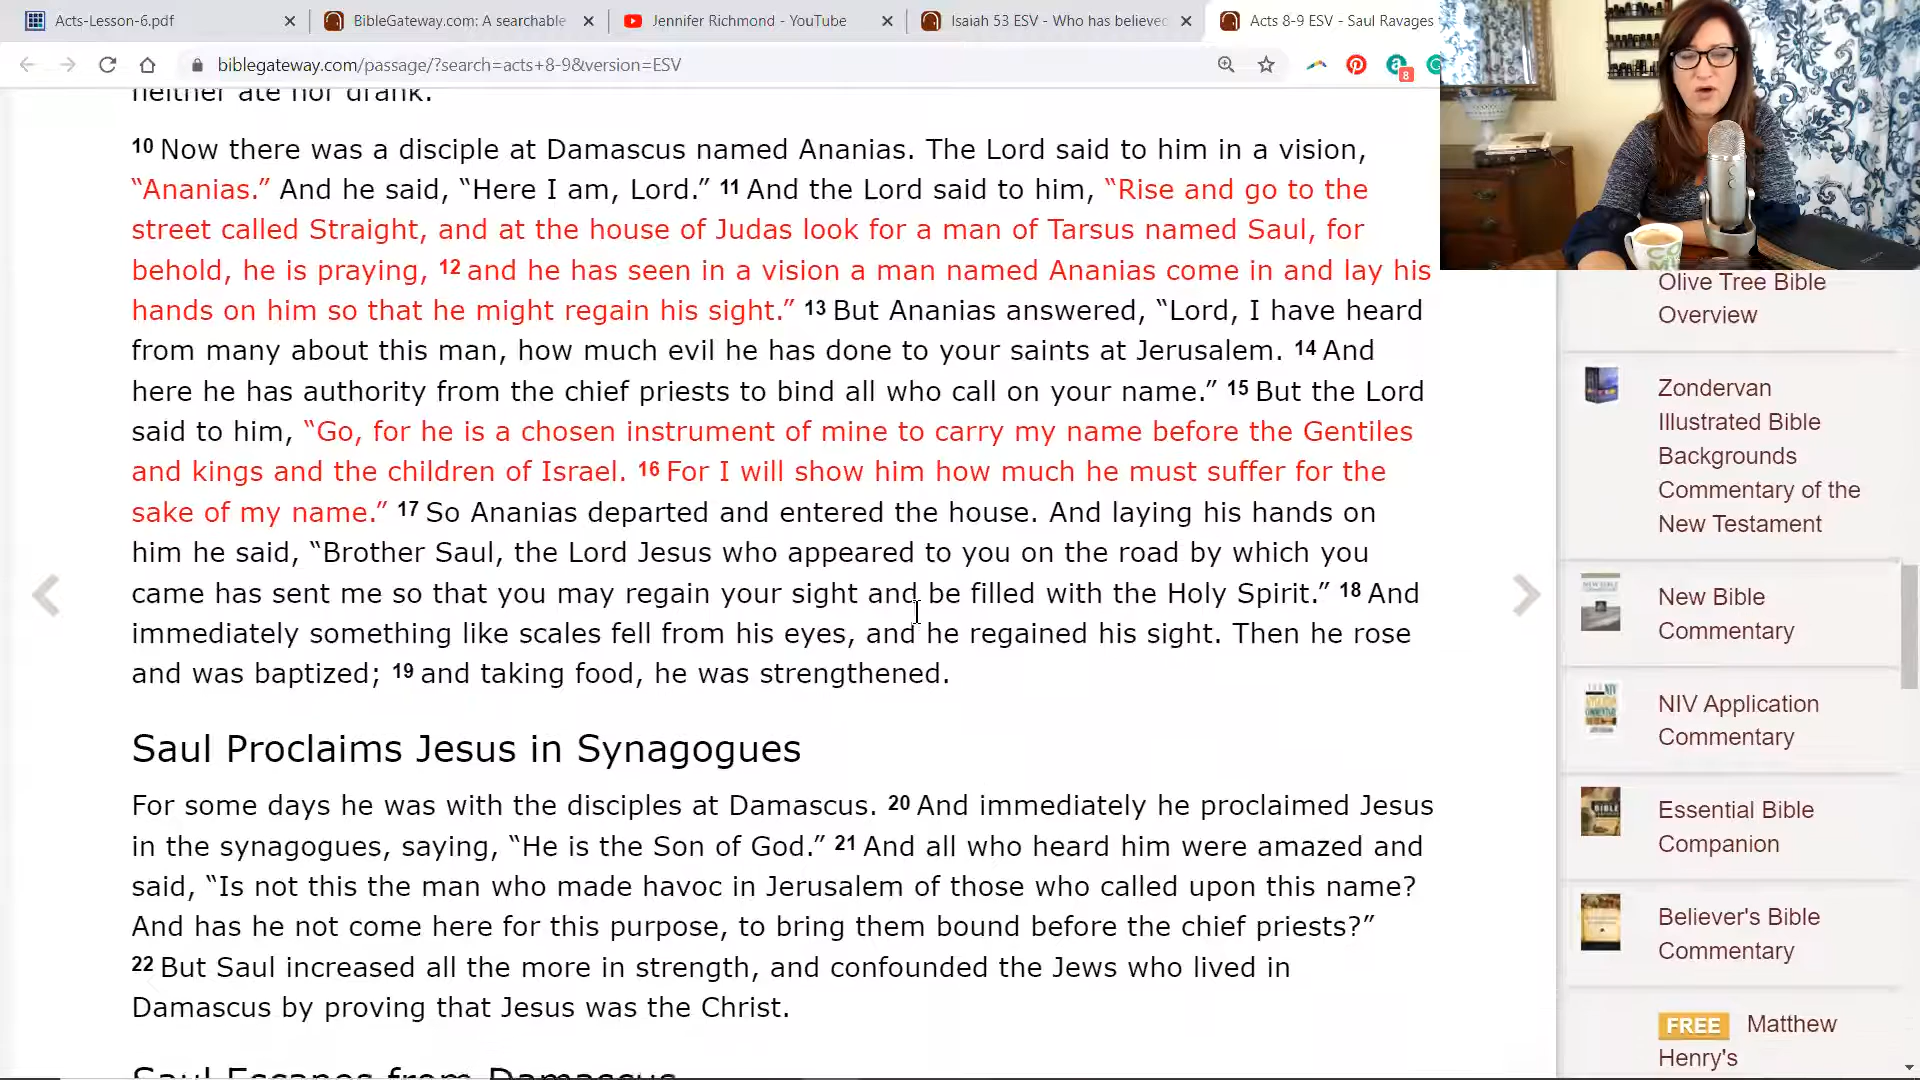 Acts-Lesson-6.pdf
BibleGateway.com: A searchable
Jennifer Richmond - YouTube
Isaiah 53 ESV - Who has believed
Acts 8-9 ESV - Saul Ravages
biblegateway.com/passage/?search=acts+8-9&version=ESV
8
neither ate nor drank.
10 Now there was a disciple at Damascus named Ananias. The Lord said to him in a vision,
“Ananias.” And he said, “Here I am, Lord.” 11 And the Lord said to him, “Rise and go to the
street called Straight, and at the house of Judas look for a man of Tarsus named Saul, for
behold, he is praying, 12 and he has seen in a vision a man named Ananias come in and lay his
hands on him so that he might regain his sight.” 13 But Ananias answered, “Lord, I have heard
from many about this man, how much evil he has done to your saints at Jerusalem. 14 And
here he has authority from the chief priests to bind all who call on your name.” 15 But the Lord
said to him, “Go, for he is a chosen instrument of mine to carry my name before the Gentiles
and kings and the children of Israel. 16 For I will show him how much he must suffer for the
sake of my name.” 17 So Ananias departed and entered the house. And laying his hands on
him he said, “Brother Saul, the Lord Jesus who appeared to you on the road by which you
came has sent me so that you may regain your sight and be filled with the Holy Spirit.” 18 And
immediately something like scales fell from his eyes, and he regained his sight. Then he rose
and was baptized; 19 and taking food, he was strengthened.
Saul Proclaims Jesus in Synagogues
For some days he was with the disciples at Damascus. 20 And immediately he proclaimed Jesus
in the synagogues, saying, “He is the Son of God.” 21 And all who heard him were amazed and
said, “Is not this the man who made havoc in Jerusalem of those who called upon this name?
And has he not come here for this purpose, to bring them bound before the chief priests?”
22 But Saul increased all the more in strength, and confounded the Jews who lived in
Damascus by proving that Jesus was the Christ.
Saul Escapes from Damascus
Olive Tree Bible
Overview
Zondervan
Illustrated Bible
Backgrounds
Commentary of the
New Testament
New Bible
Commentary
NIV Application
Commentary
Essential Bible
Companion
Believer's Bible
Commentary
FREE Matthew
Henry's